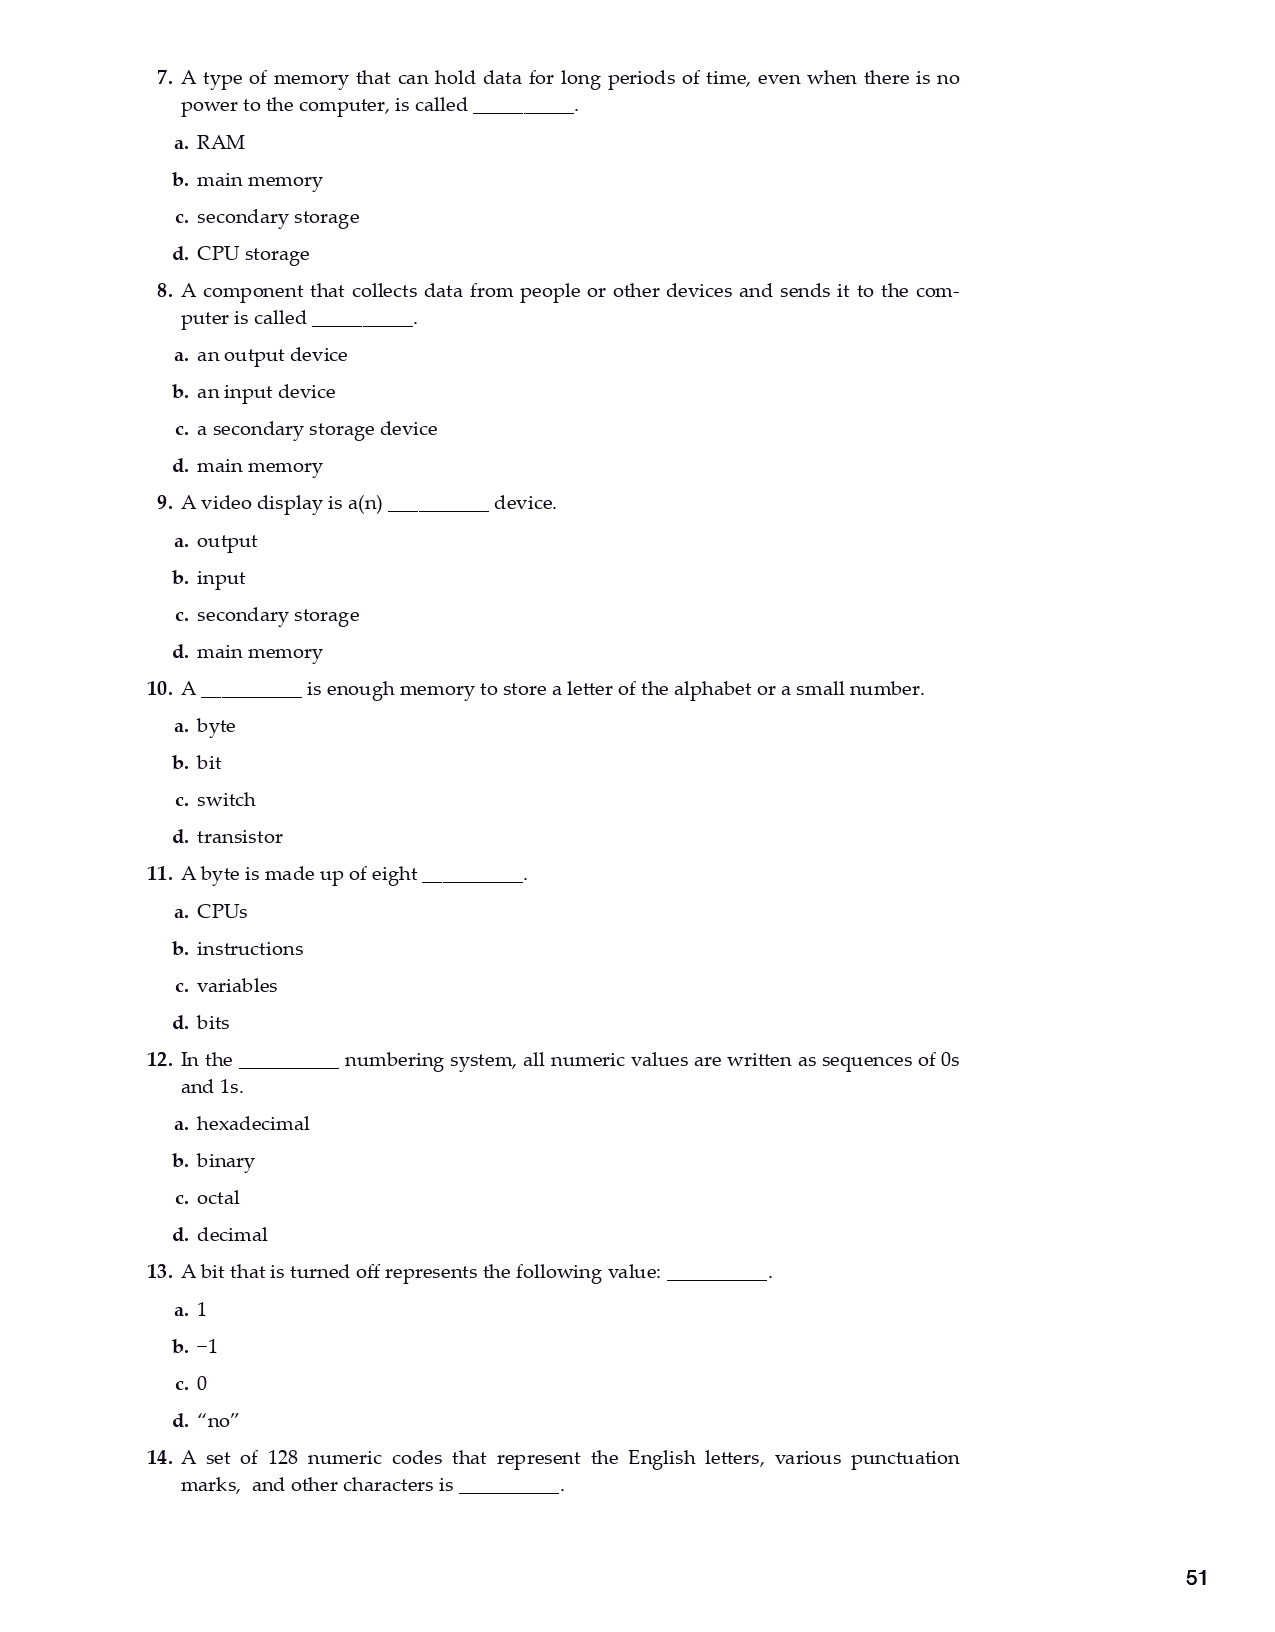 7. A type of memory that can hold data for long periods of time, even when there is no
power to the computer, is called __________.
a. RAM
b. main memory
c. secondary storage
d. CPU storage
8. A component that collects data from people or other devices and sends it to the com-
puter is called __________.
a. an output device
b. an input device
c. a secondary storage device
d. main memory
9. A video display is a(n) __________ device.
a. output
b. input
c. secondary storage
d. main memory
10. A __________ is enough memory to store a letter of the alphabet or a small number.
a. byte
b. bit
c. switch
d. transistor
11. A byte is made up of eight __________.
a. CPUs
b. instructions
c. variables
d. bits
12. In the __________ numbering system, all numeric values are written as sequences of 0s
and 1s.
a. hexadecimal
b. binary
c. octal
d. decimal
13. A bit that is turned off represents the following value: __________.
a. 1
b. −1
c. 0
d. “no”
14. A set of 128 numeric codes that represent the English letters, various punctuation
marks, and other characters is __________.
51